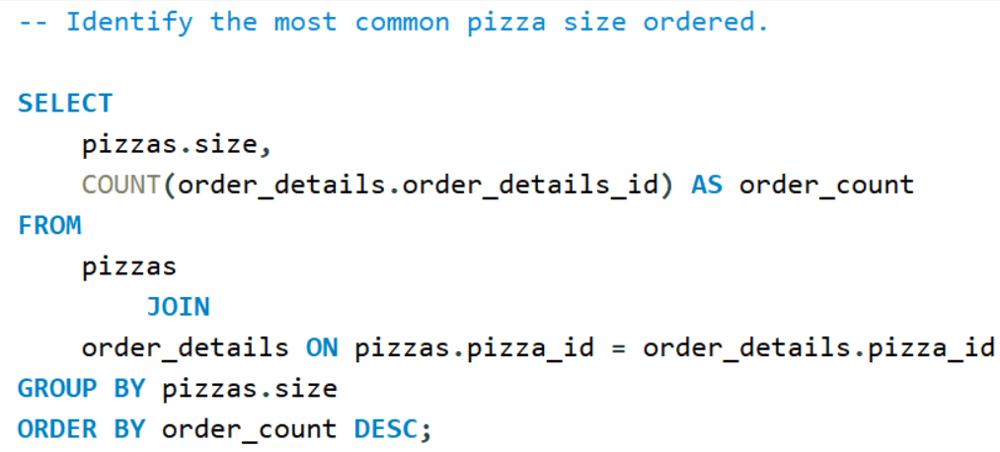 -- Identify the most common pizza size ordered.
SELECT
pizzas.size,
COUNT(order_details.order_details_id) AS order_count
FROM
pizzas
JOIN
order_details ON pizzas.pizza_id = order_details.pizza_id
GROUP BY pizzas.size
ORDER BY order_count DESC;